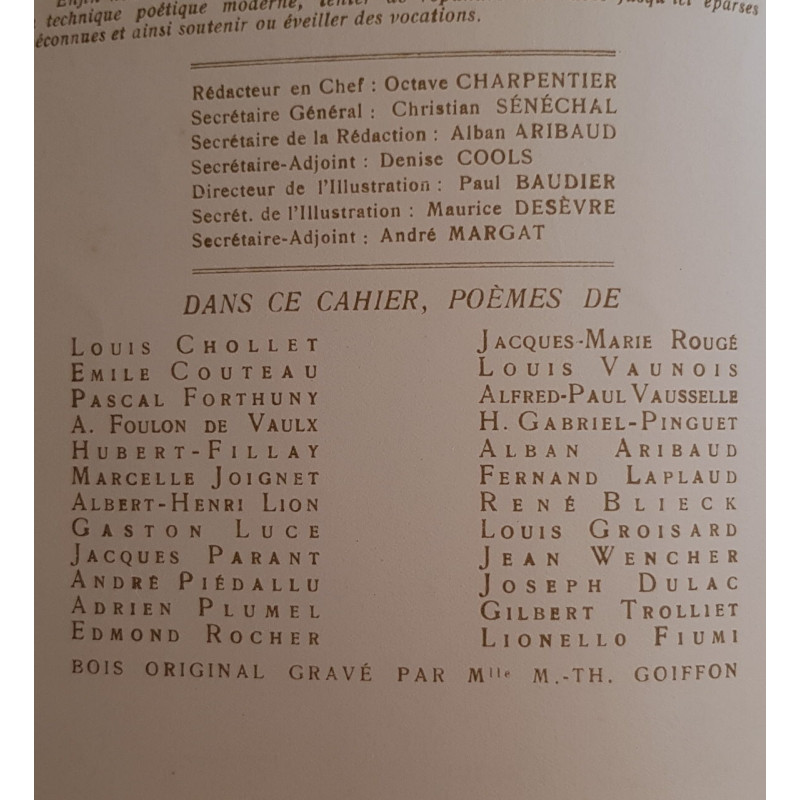 technique poétique moderne, éparses
et ainsi soutenir ou éveiller des vocations.
Rédacteur en Chef : Octave CHARPENTIER
Secrétaire Général : Christian SÉNÉCHAL
Secrétaire de la Rédaction : Alban ARIBAUD
Secrétaire-Adjoint : Denise COOLS
Directeur de l'Illustration : Paul BAUDIER
Secrét. de l'Illustration : Maurice DESÈVRE
Secrétaire-Adjoint : André MARGAT
DANS CE CAHIER, POÈMES DE
LOUIS CHOLLET
EMILE COUTEAU
PASCAL FORTHUNY
A. FOULON DE VAULX
HUBERT-FILLAY
MARCELLE JOIGNET
ALBERT-HENRI LION
GASTON LUCE
JACQUES PARANT
ANDRÉ PIÉDALLU
ADRIEN PLUMEL
EDMOND ROCHER
JACQUES-MARIE ROUGÉ
LOUIS VAUNOIS
ALFRED-PAUL VAUSSELLE
H. GABRIEL-PINGUET
ALBAN ARIBAUD
FERNAND LAPLAUD
RENÉ BLIECK
LOUIS GROISARD
JEAN WENCHER
JOSEPH DULAC
GILBERT TROLLIET
LIONELLO FIUMI
BOIS ORIGINAL GRAVÉ PAR Mlle M.-TH. GOIFFON